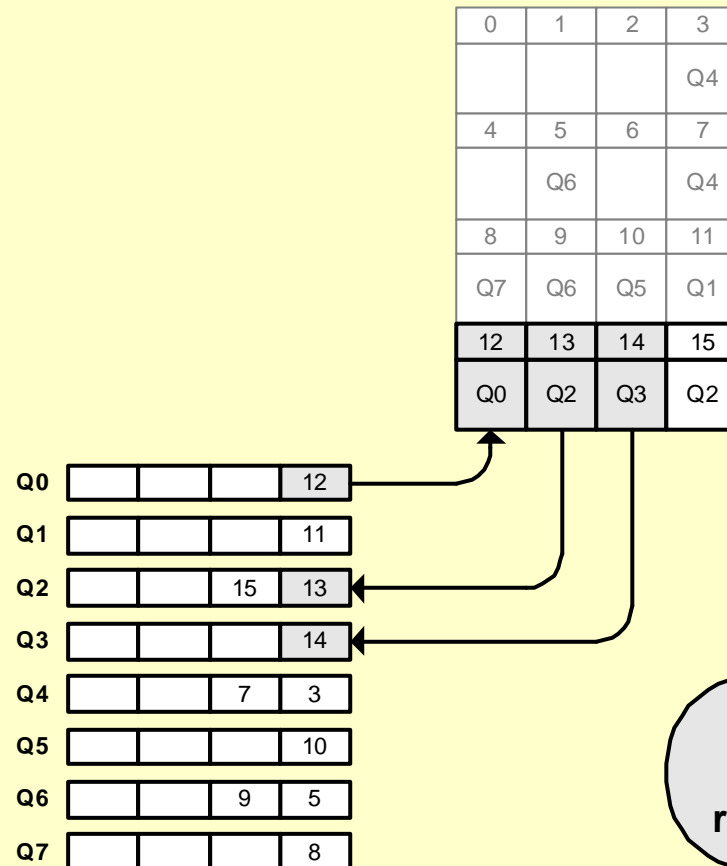 0 1 2 3
Q4
4 5 6 7
Q6 Q4
8 9 10 11
Q7 Q6 Q5 Q1
12 13 14 15
Q0 Q2 Q3 Q2
Q0 12
Q1 11
Q2 15 13
Q3 14
Q4 7 3
Q5 10
Q6 9 5
Q7 8
r